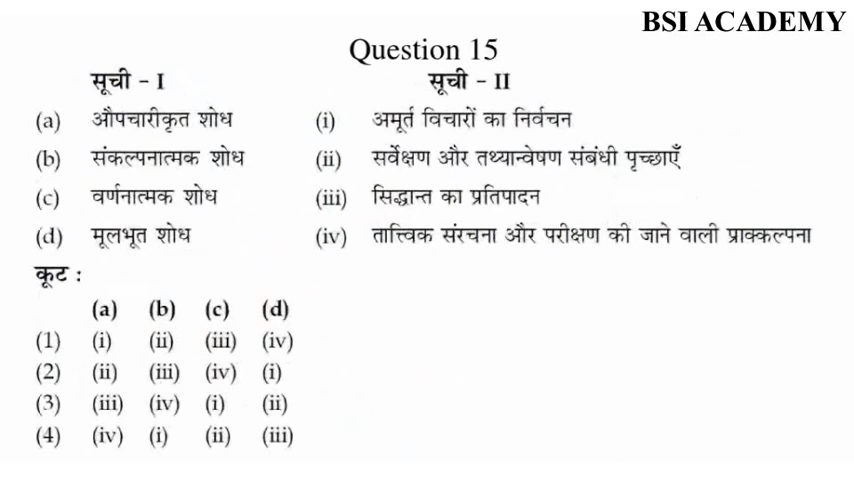 BSI ACADEMY
Question 15
सूची - I सूची - II
(a) औपचारीकृत शोध (i) अमूर्त विचारों का निर्वचन
(b) संकल्पनात्मक शोध (ii) सर्वेक्षण और तथ्यान्वेषण संबंधी पृच्छाएँ
(c) वर्णनात्मक शोध (iii) सिद्धान्त का प्रतिपादन
(d) मूलभूत शोध (iv) तात्त्विक संरचना और परीक्षण की जाने वाली प्राक्कल्पना
कूट :
(a) (b) (c) (d)
(1) (i) (ii) (iii) (iv)
(2) (ii) (iii) (iv) (i)
(3) (iii) (iv) (i) (ii)
(4) (iv) (i) (ii) (iii)